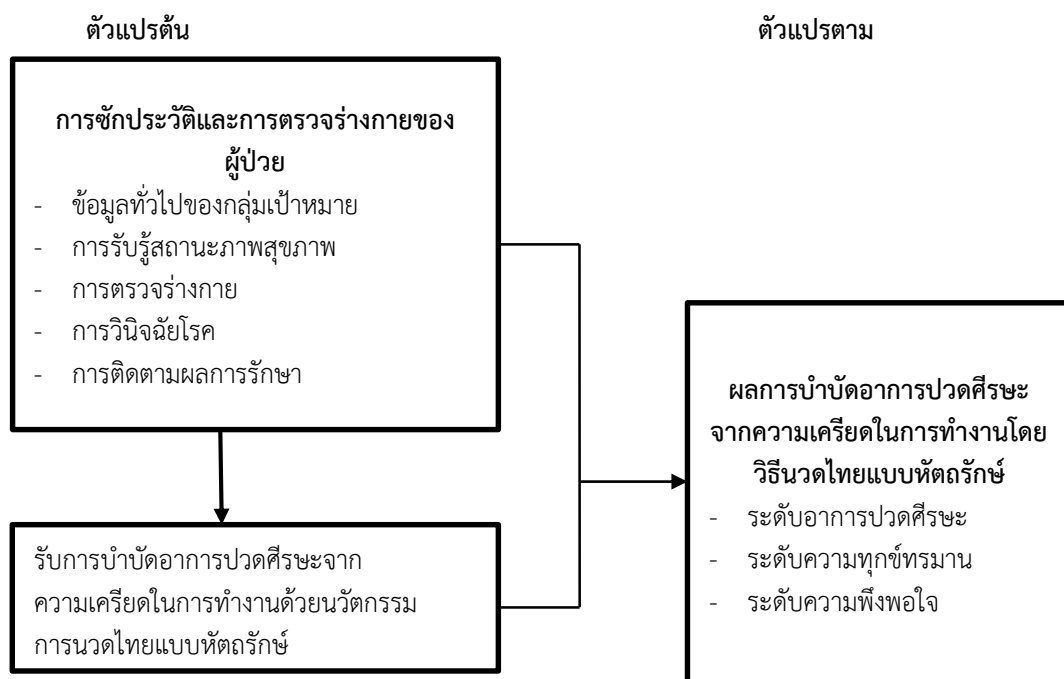 ตัวแปรต้น
ตัวแปรตาม
การซักประวัติและการตรวจร่างกายของ
ผู้ป่วย
- ข้อมูลทั่วไปของกลุ่มเป้าหมาย
- การรับรู้สถานะภาพสุขภาพ
- การตรวจร่างกาย
- การวินิจฉัยโรค
- การติดตามผลการรักษา
รับการบำบัดอาการปวดศีรษะจาก
ความเครียดในการทำงานด้วยนวัตกรรม
การนวดไทยแบบหัตถรักษ์
ผลการบำบัดอาการปวดศีรษะ
จากความเครียดในการทำงานโดย
วิธีนวดไทยแบบหัตถรักษ์
- ระดับอาการปวดศีรษะ
- ระดับความทุกข์ทรมาน
- ระดับความพึงพอใจ